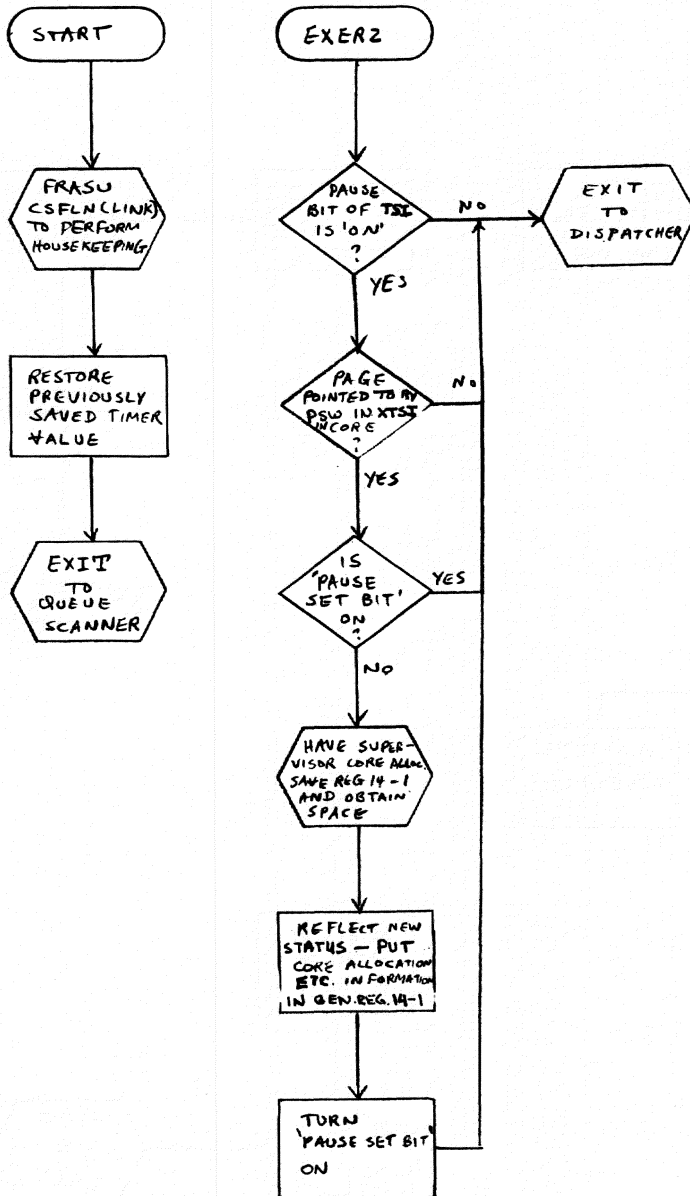 START
FRASU
CSFLN(LINK)
TO PERFORM
HOUSEKEEPING
RESTORE
PREVIOUSLY
SAVED TIMER
VALUE
EXIT
TO
QUEUE
SCANNER
EXER2
PAUSE
BIT OF TSI
IS 'ON'
?
NO
YES
EXIT
TO
DISPATCHER
PAGE
POINTED TO BY
PSW IN XTSI
INCORE
?
NO
YES
IS
'PAUSE
SET BIT'
ON
?
YES
NO
HAVE SUPER-
VISOR CORE ALLOC.
SAVE REG 14-1
AND OBTAIN
SPACE
REFLECT NEW
STATUS — PUT
CORE ALLOCATION
ETC. INFORMATION
IN GEN.REG.14-1
TURN
'PAUSE SET BIT'
ON